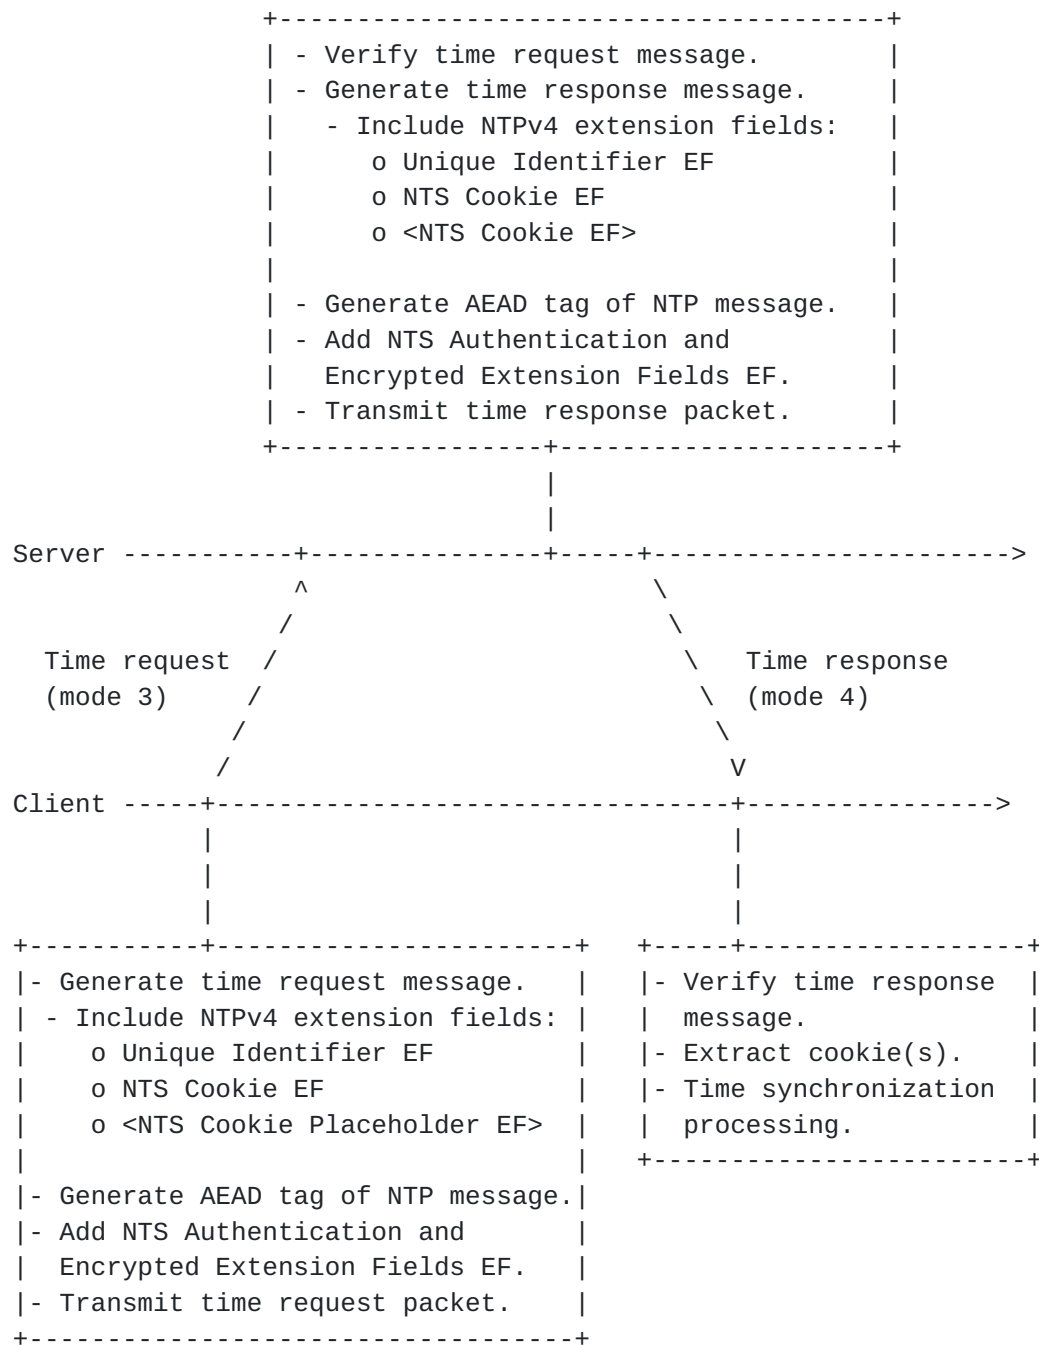 - Verify time request message.
- Generate time response message.
- Include NTPv4 extension fields:
o Unique Identifier EF
o NTS Cookie EF
o <NTS Cookie EF>
- Generate AEAD tag of NTP message.
- Add NTS Authentication and
Encrypted Extension Fields EF.
- Transmit time response packet.
Server
Time request
(mode 3)
Time response
(mode 4)
Client
- Generate time request message.
- Include NTPv4 extension fields:
o Unique Identifier EF
o NTS Cookie EF
o <NTS Cookie Placeholder EF>
- Generate AEAD tag of NTP message.
- Add NTS Authentication and
Encrypted Extension Fields EF.
- Transmit time request packet.
- Verify time response
message.
- Extract cookie(s).
- Time synchronization
processing.